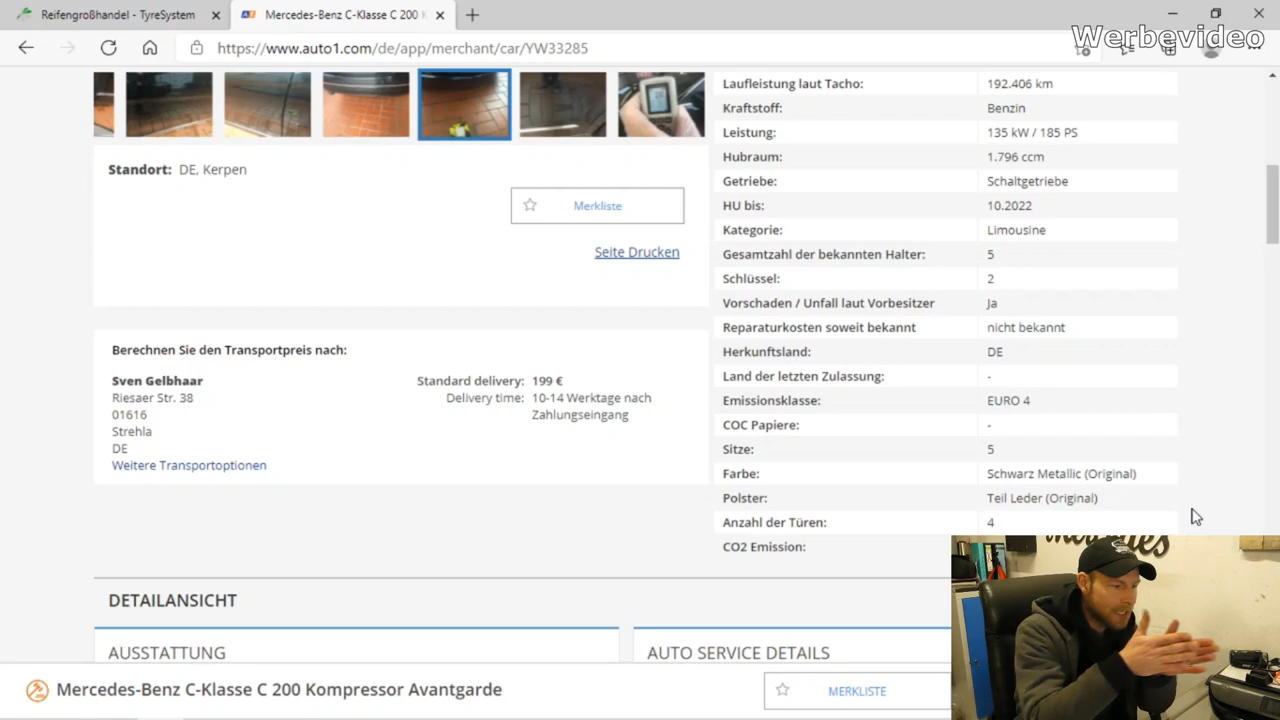 Reifengroßhandel - TyreSystem
Mercedes-Benz C-Klasse C 200 K
Werbevideo
https://www.auto1.com/de/app/merchant/car/YW33285
Standort: DE, Kerpen
Merkliste
Seite Drucken
Berechnen Sie den Transportpreis nach:
Sven Gelbhaar
Riesaer Str. 38
01616
Strehla
DE
Weitere Transportoptionen
Standard delivery: 199 €
Delivery time: 10-14 Werktage nach
Zahlungseingang
Laufleistung laut Tacho: 192.406 km
Kraftstoff: Benzin
Leistung: 135 kW / 185 PS
Hubraum: 1.796 ccm
Getriebe: Schaltgetriebe
HU bis: 10.2022
Kategorie: Limousine
Gesamtzahl der bekannten Halter: 5
Schlüssel: 2
Vorschaden / Unfall laut Vorbesitzer Ja
Reparaturkosten soweit bekannt nicht bekannt
Herkunftsland: DE
Land der letzten Zulassung: -
Emissionsklasse: EURO 4
COC Papiere: -
Sitze: 5
Farbe: Schwarz Metallic (Original)
Polster: Teil Leder (Original)
Anzahl der Türen: 4
CO2 Emission:
DETAILANSICHT
AUSSTATTUNG
AUTO SERVICE DETAILS
Mercedes-Benz C-Klasse C 200 Kompressor Avantgarde
MERKLISTE